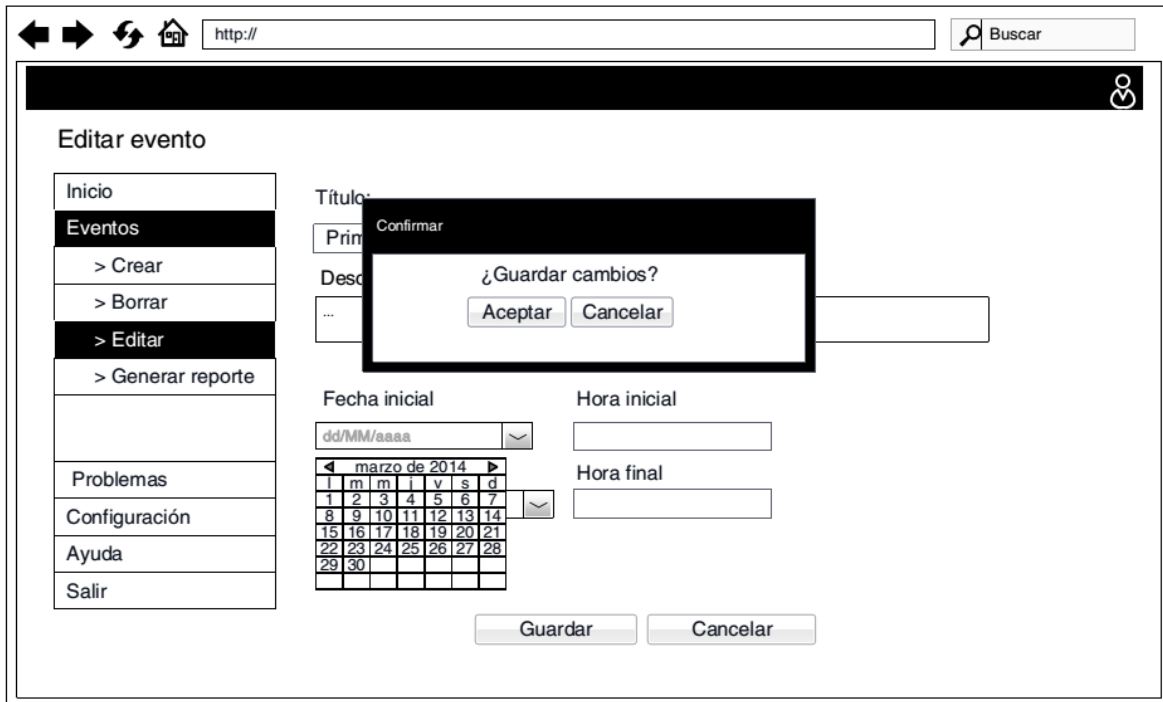 http://
Buscar
Editar evento
Inicio
Eventos
> Crear
> Borrar
> Editar
> Generar reporte
Problemas
Configuración
Ayuda
Salir
Título:
Prim
Desc
...
Confirmar
¿Guardar cambios?
Aceptar Cancelar
Fecha inicial
dd/MM/aaaa
Hora inicial
marzo de 2014
l m m j v s d
1 2 3 4 5 6 7
8 9 10 11 12 13 14
15 16 17 18 19 20 21
22 23 24 25 26 27 28
29 30
Hora final
Guardar Cancelar